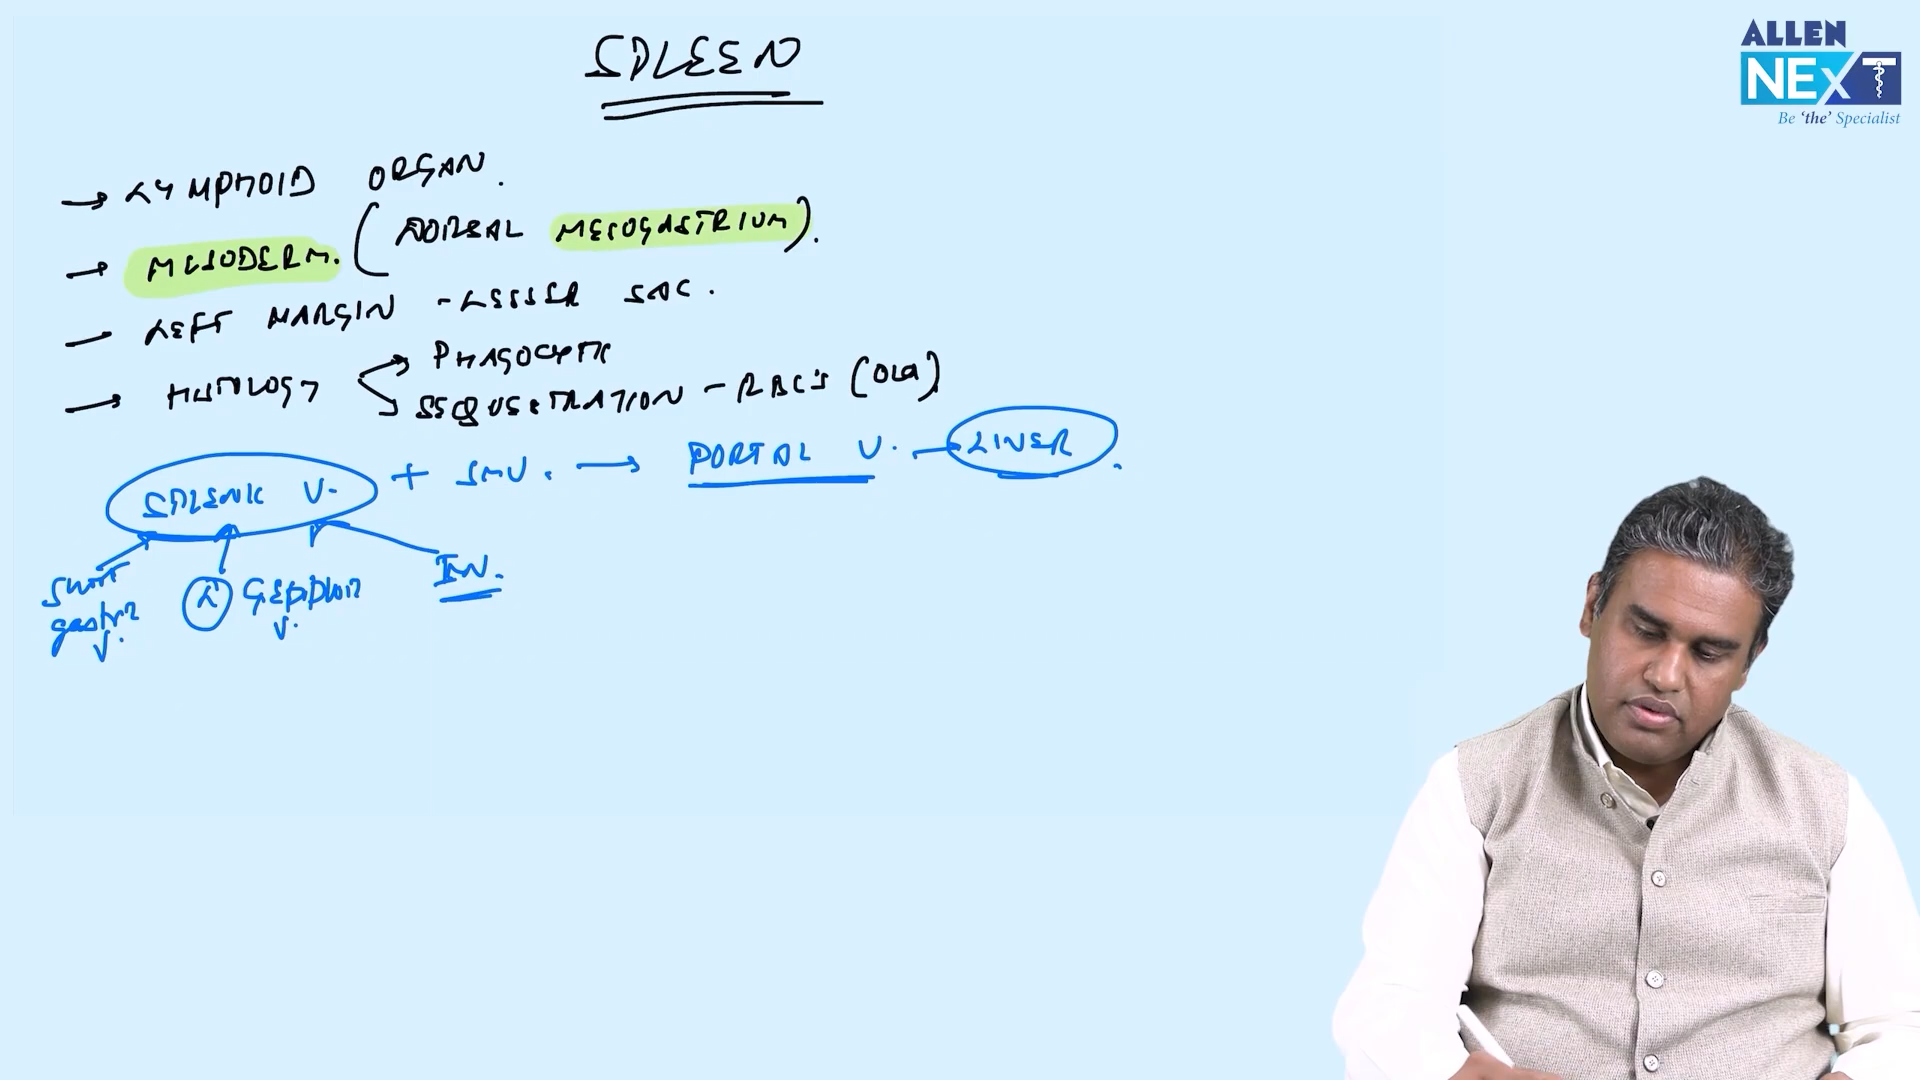 SPLEEN
ALLEN
NExT
Be 'the' Specialist
→ LYMPHOID ORGAN.
→ MESODERM. (DORSAL MESOGASTRIUM).
— LEFT MARGIN - LESSER SAC.
→ HISTOLOGY → PHAGOCYTIC
→ SEQUESTRATION - RBC'S (OLD)
SPLENIC V. + SMV. → PORTAL V. — LIVER.
Short gastric V.
L GEPIPLOIC V.
IMV.